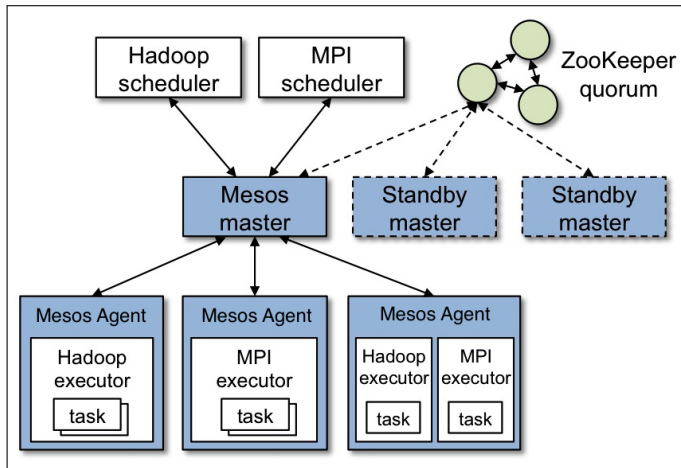 Hadoop
scheduler
MPI
scheduler
ZooKeeper
quorum
Mesos
master
Standby
master
Standby
master
Mesos Agent
Hadoop
executor
task
Mesos Agent
MPI
executor
task
Mesos Agent
Hadoop
executor
task
MPI
executor
task